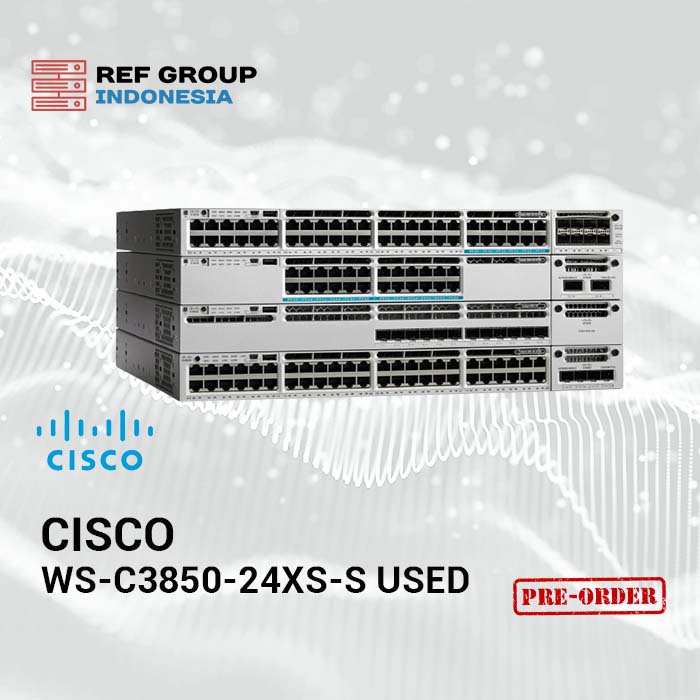 REF GROUP
INDONESIA
CISCO
CISCO
WS-C3850-24XS-S USED
PRE-ORDER